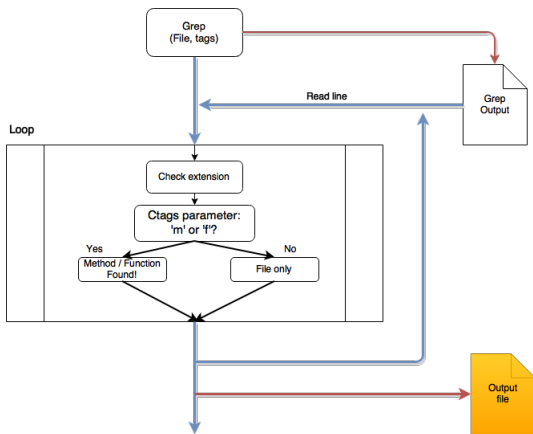 Grep
(File, tags)
Read line
Grep
Output
Loop
Check extension
Ctags parameter:
'm' or 'f'?
Yes
No
Method / Function
Found!
File only
Output
file